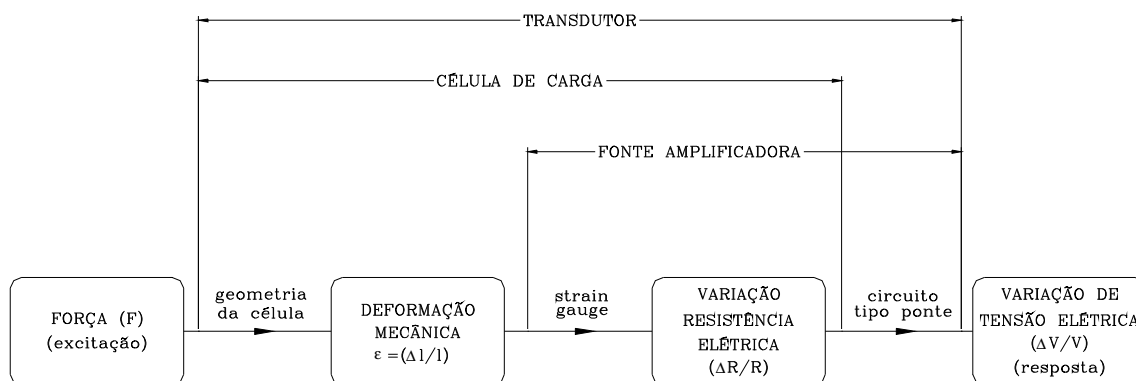 TRANSDUTOR
CÉLULA DE CARGA
FONTE AMPLIFICADORA
FORÇA (F)
(excitação)
geometria
da célula
DEFORMAÇÃO
MECÂNICA
ε =(Δl/l)
strain
gauge
VARIAÇÃO
RESISTÊNCIA
ELÉTRICA
(ΔR/R)
circuito
tipo ponte
VARIAÇÃO DE
TENSÃO ELÉTRICA
(ΔV/V)
(resposta)